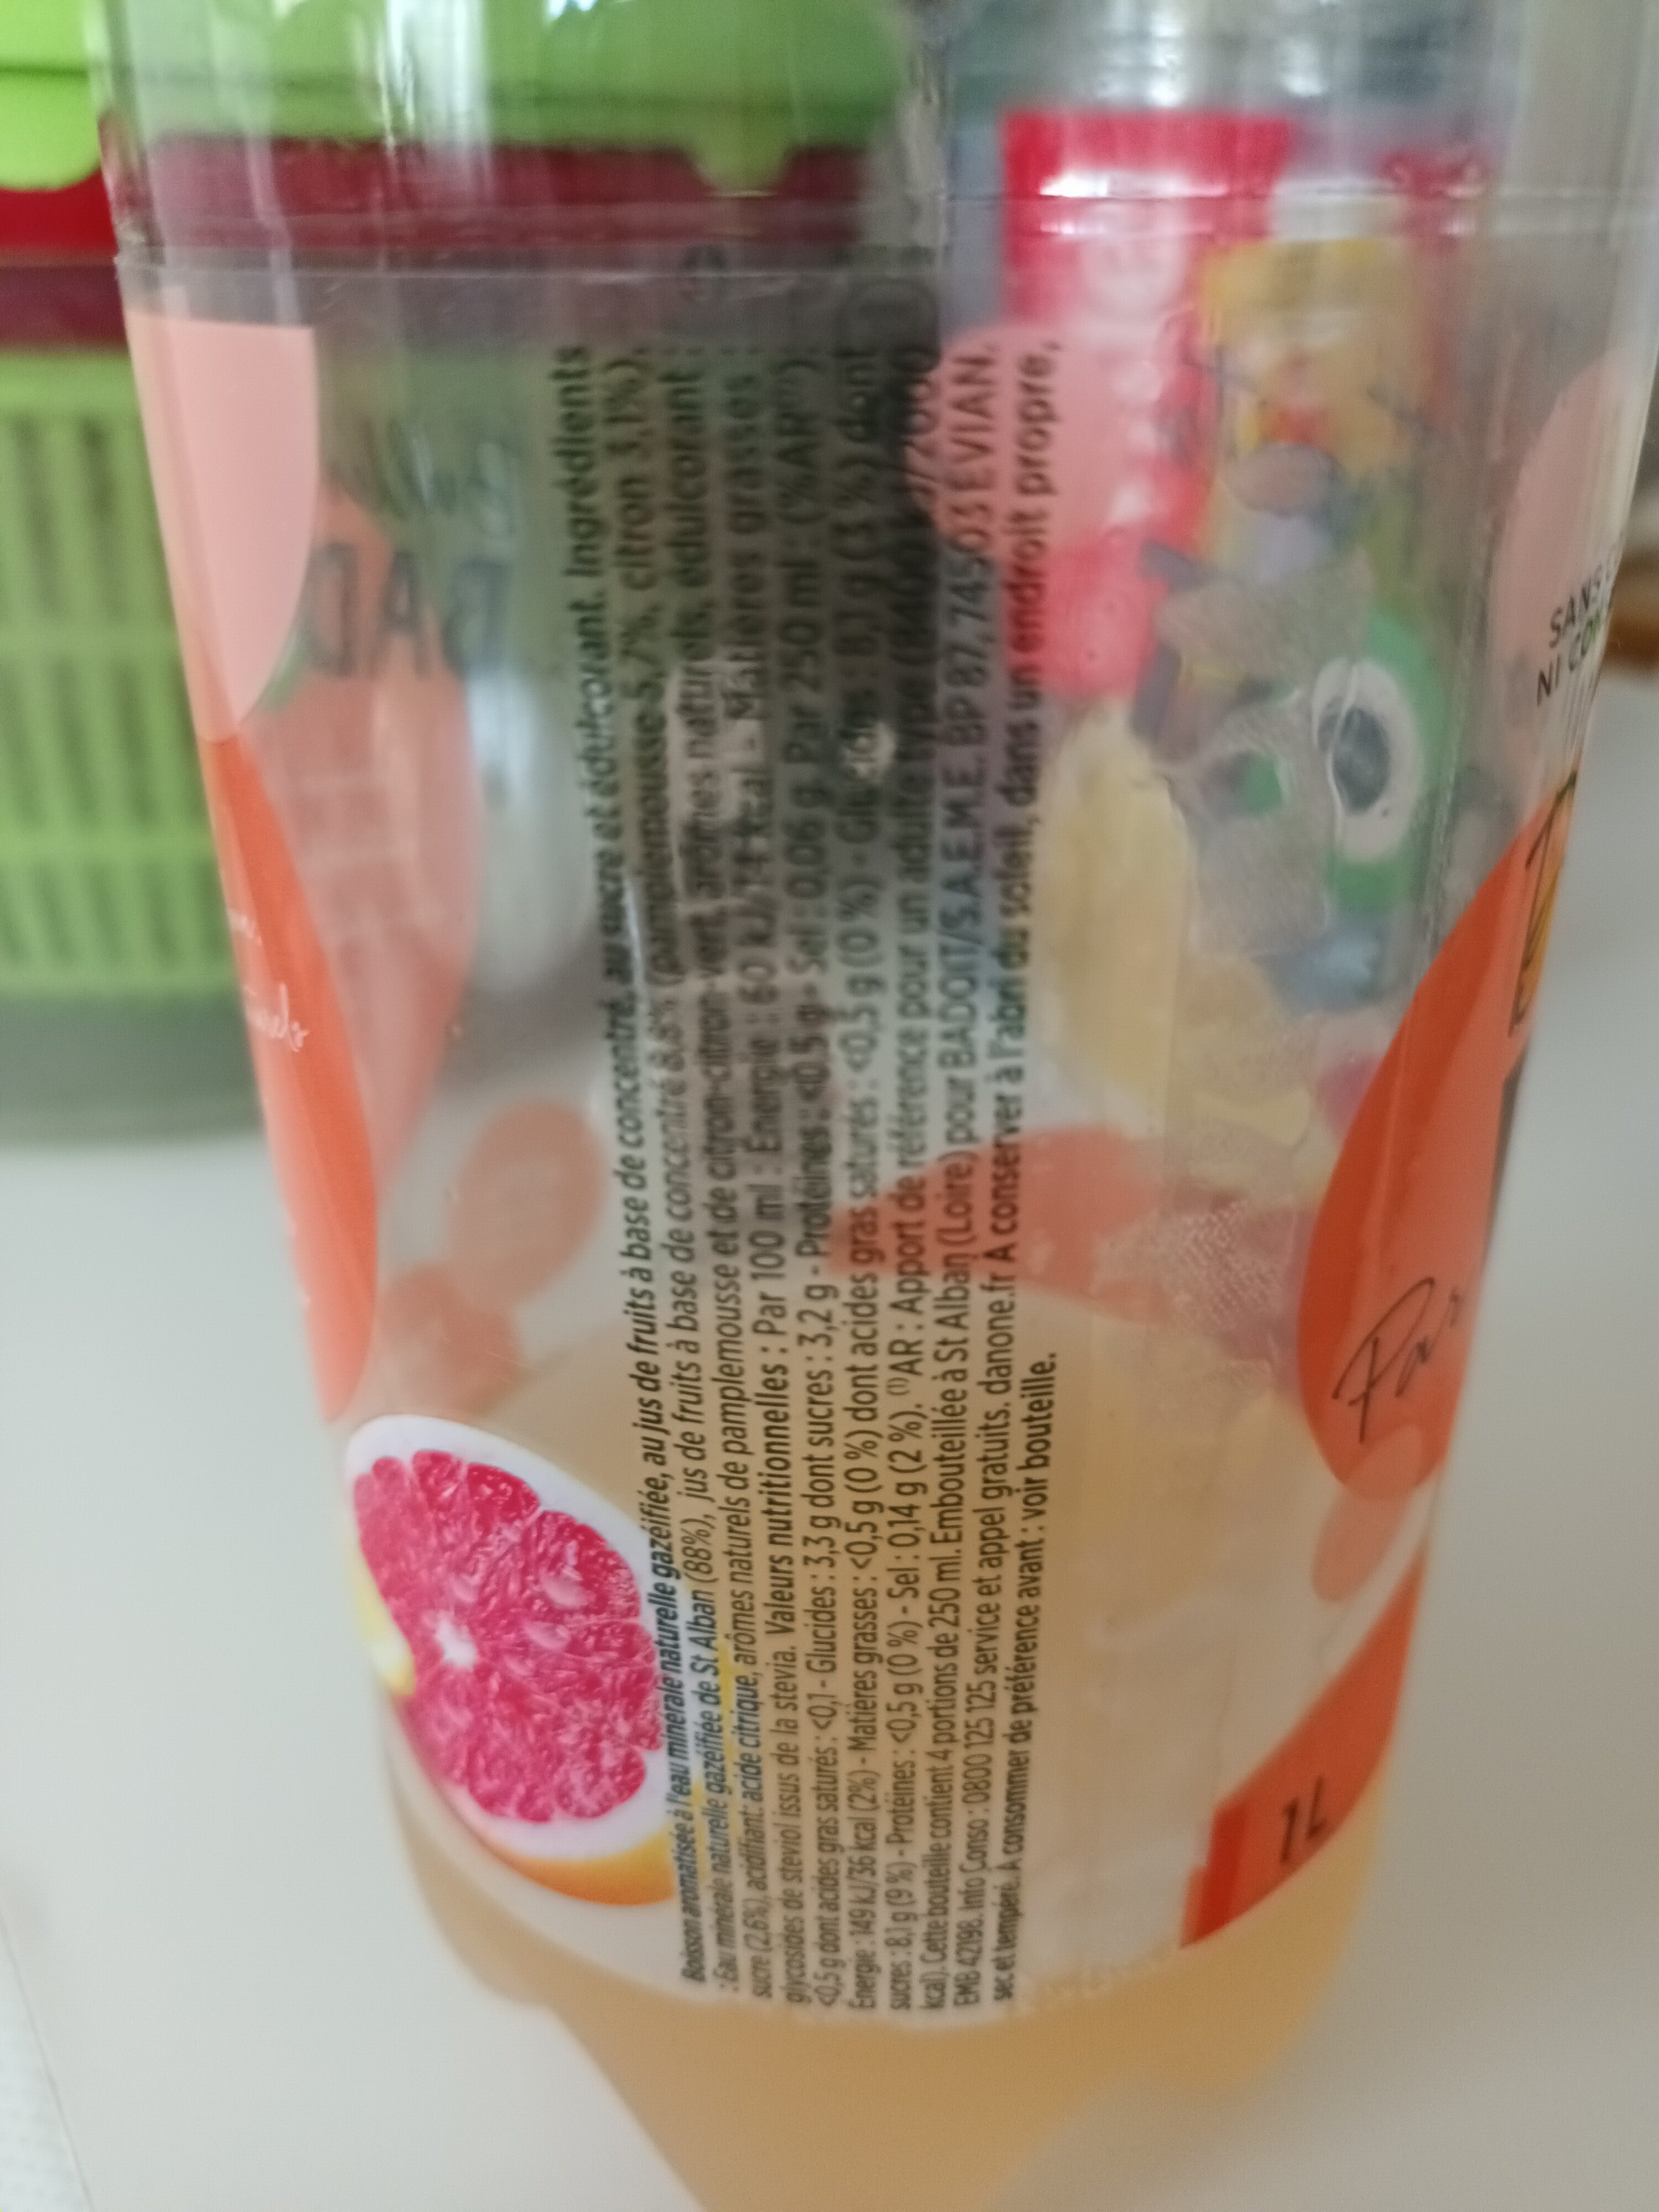 Boisson aromatisée à l'eau minérale naturelle gazéifiée, au jus de fruits à base de concentré, au sucre et édulcorant. Ingrédients
: Eau minérale naturelle gazéifiée de St Alban (88%), jus de fruits à base de concentré 8,8% (pamplemousse 5,7%, citron 3,1%),
sucre (2,6%), acidifiant: acide citrique, arômes naturels de pamplemousse et de citron-citron vert, arômes naturels, édulcorant :
glycosides de steviol issus de la stevia. Valeurs nutritionnelles : Par 100 ml : Énergie : 60 kJ/14 kcal - Matières grasses :
<0,5 g dont acides gras saturés : <0,1 - Glucides : 3,3 g dont sucres : 3,2 g - Protéines : <0,5 g - Sel : 0,06 g. Par 250 ml : (%AR⁽¹⁾)
Énergie : 149 kJ/36 kcal (2%) - Matières grasses : <0,5 g (0 %) dont acides gras saturés : <0,5 g (0 %) - Glucides : 8,3 g (3 %) dont
sucres : 8,1 g (9 %) - Protéines : <0,5 g (0 %) - Sel : 0,14 g (2 %). ⁽¹⁾AR : Apport de référence pour un adulte type
kcal). Cette bouteille contient 4 portions de 250 ml. Embouteillée à St Alban (Loire) pour BADOIT/S.A.E.M.E. BP 87, 74503 EVIAN.
EMB 42198. Info Conso : 0800 125 125 service et appel gratuits. danone.fr À conserver à l'abri du soleil, dans un endroit propre,
sec et tempéré. À consommer de préférence avant : voir bouteille.
SANS
NI
1L